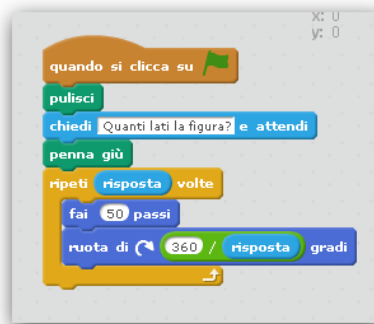 x: 0
y: 0
quando si clicca su
pulisci
chiedi Quanti lati la figura? e attendi
penna giù
ripeti risposta volte
fai 50 passi
ruota di 360 / risposta gradi